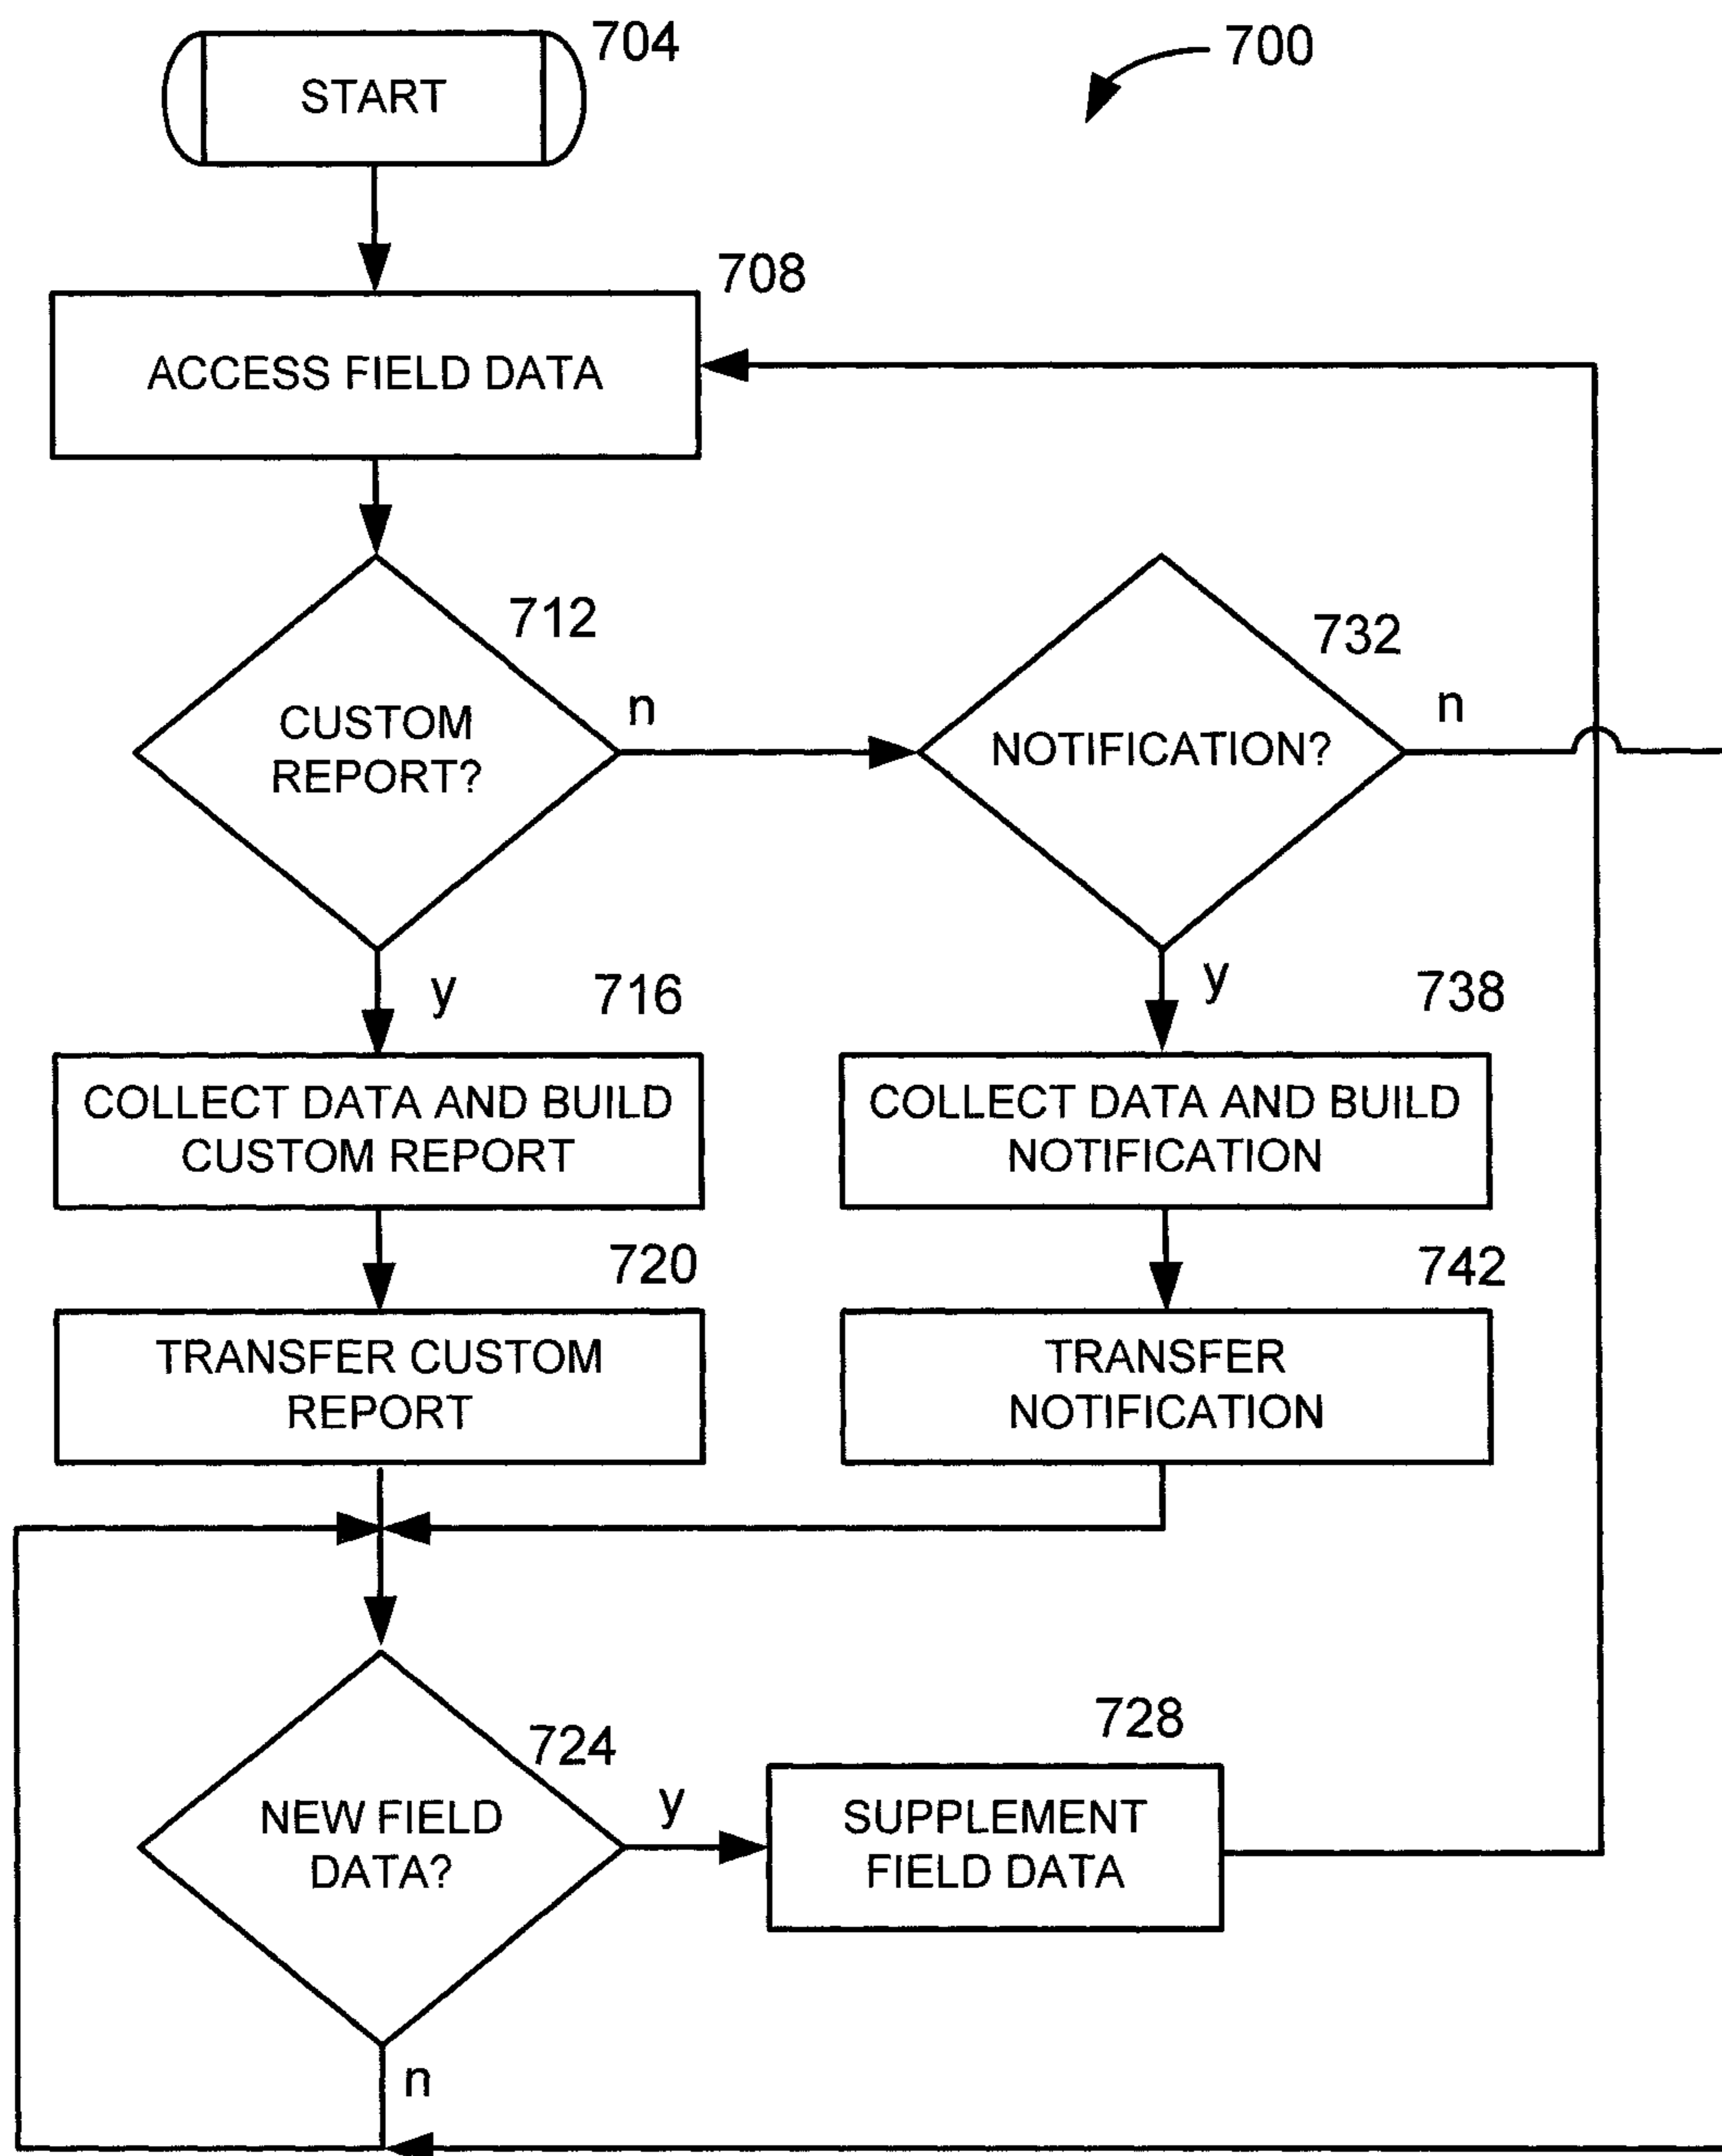 704
START
700
708
ACCESS FIELD DATA
712
CUSTOM
REPORT?
n
y
732
NOTIFICATION?
n
y
716
COLLECT DATA AND BUILD
CUSTOM REPORT
738
COLLECT DATA AND BUILD
NOTIFICATION
720
TRANSFER CUSTOM
REPORT
742
TRANSFER
NOTIFICATION
724
NEW FIELD
DATA?
y
n
728
SUPPLEMENT
FIELD DATA